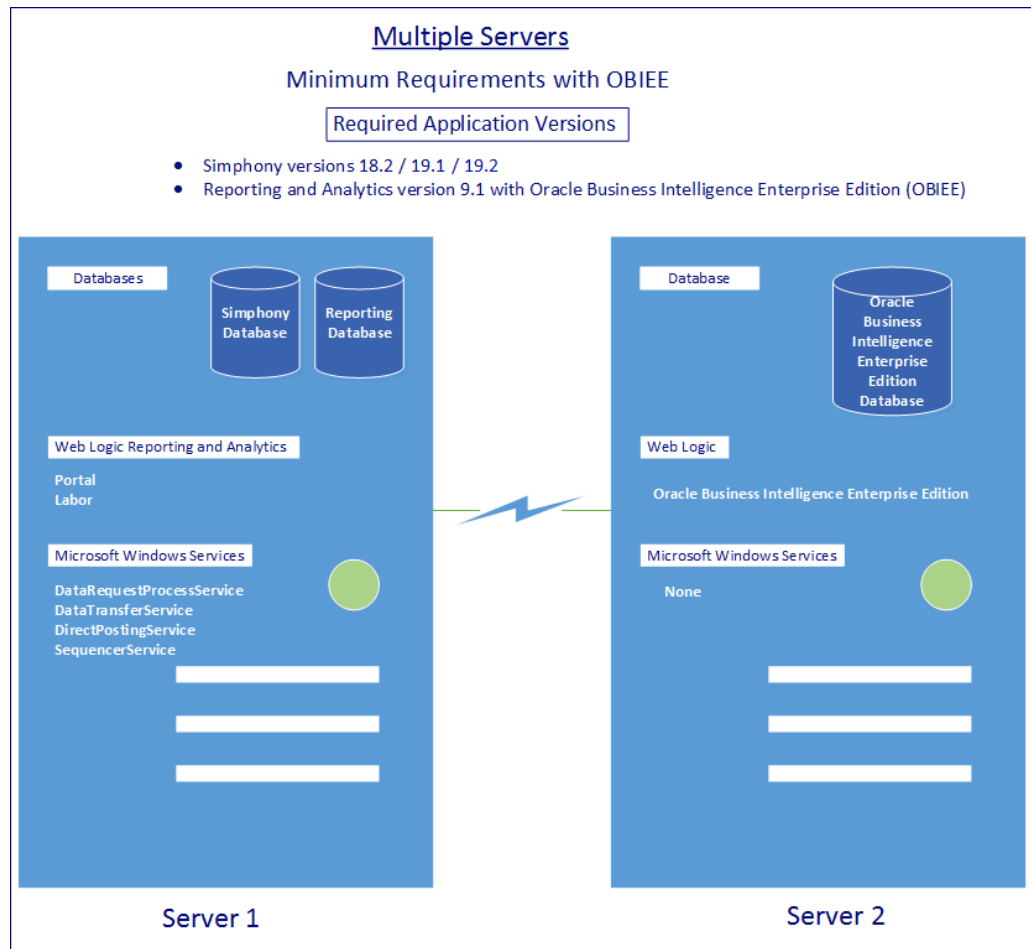 Multiple Servers
Minimum Requirements with OBIEE
Required Application Versions
• Simphony versions 18.2 / 19.1 / 19.2
• Reporting and Analytics version 9.1 with Oracle Business Intelligence Enterprise Edition (OBIEE)
Databases
Simphony
Database
Reporting
Database
Web Logic Reporting and Analytics
Portal
Labor
Microsoft Windows Services
DataRequestProcessService
DataTransferService
DirectPostingService
SequencerService
Server 1
Database
Oracle
Business
Intelligence
Enterprise
Edition
Database
Web Logic
Oracle Business Intelligence Enterprise Edition
Microsoft Windows Services
None
Server 2